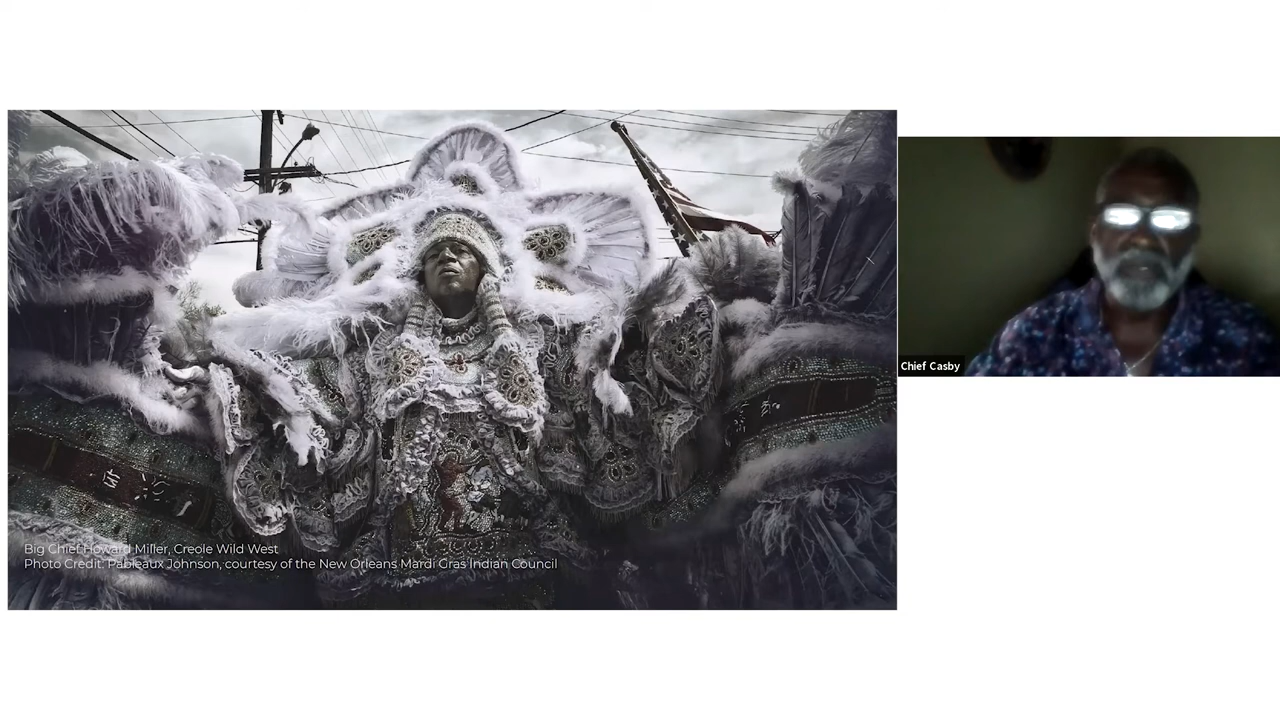 Big Chief Howard Miller, Creole Wild West
Photo Credit: Pableaux Johnson, courtesy of the New Orleans Mardi Gras Indian Council
Chief Casby